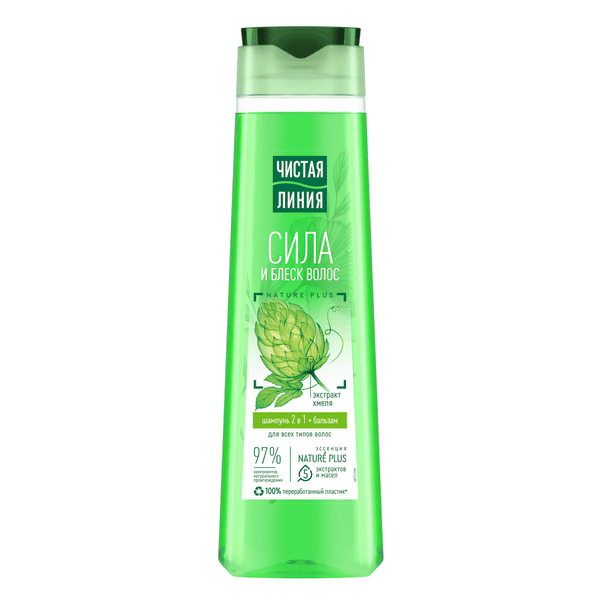 ЧИСТАЯ
ЛИНИЯ
СИЛА
И БЛЕСК ВОЛОС
NATURE PLUS
экстракт
хмеля
шампунь 2 в 1 + бальзам
для всех типов волос
97%
компонентов
натурального
происхождения
эссенция
NATURE PLUS
5 экстрактов
и масел
100% переработанный пластик*